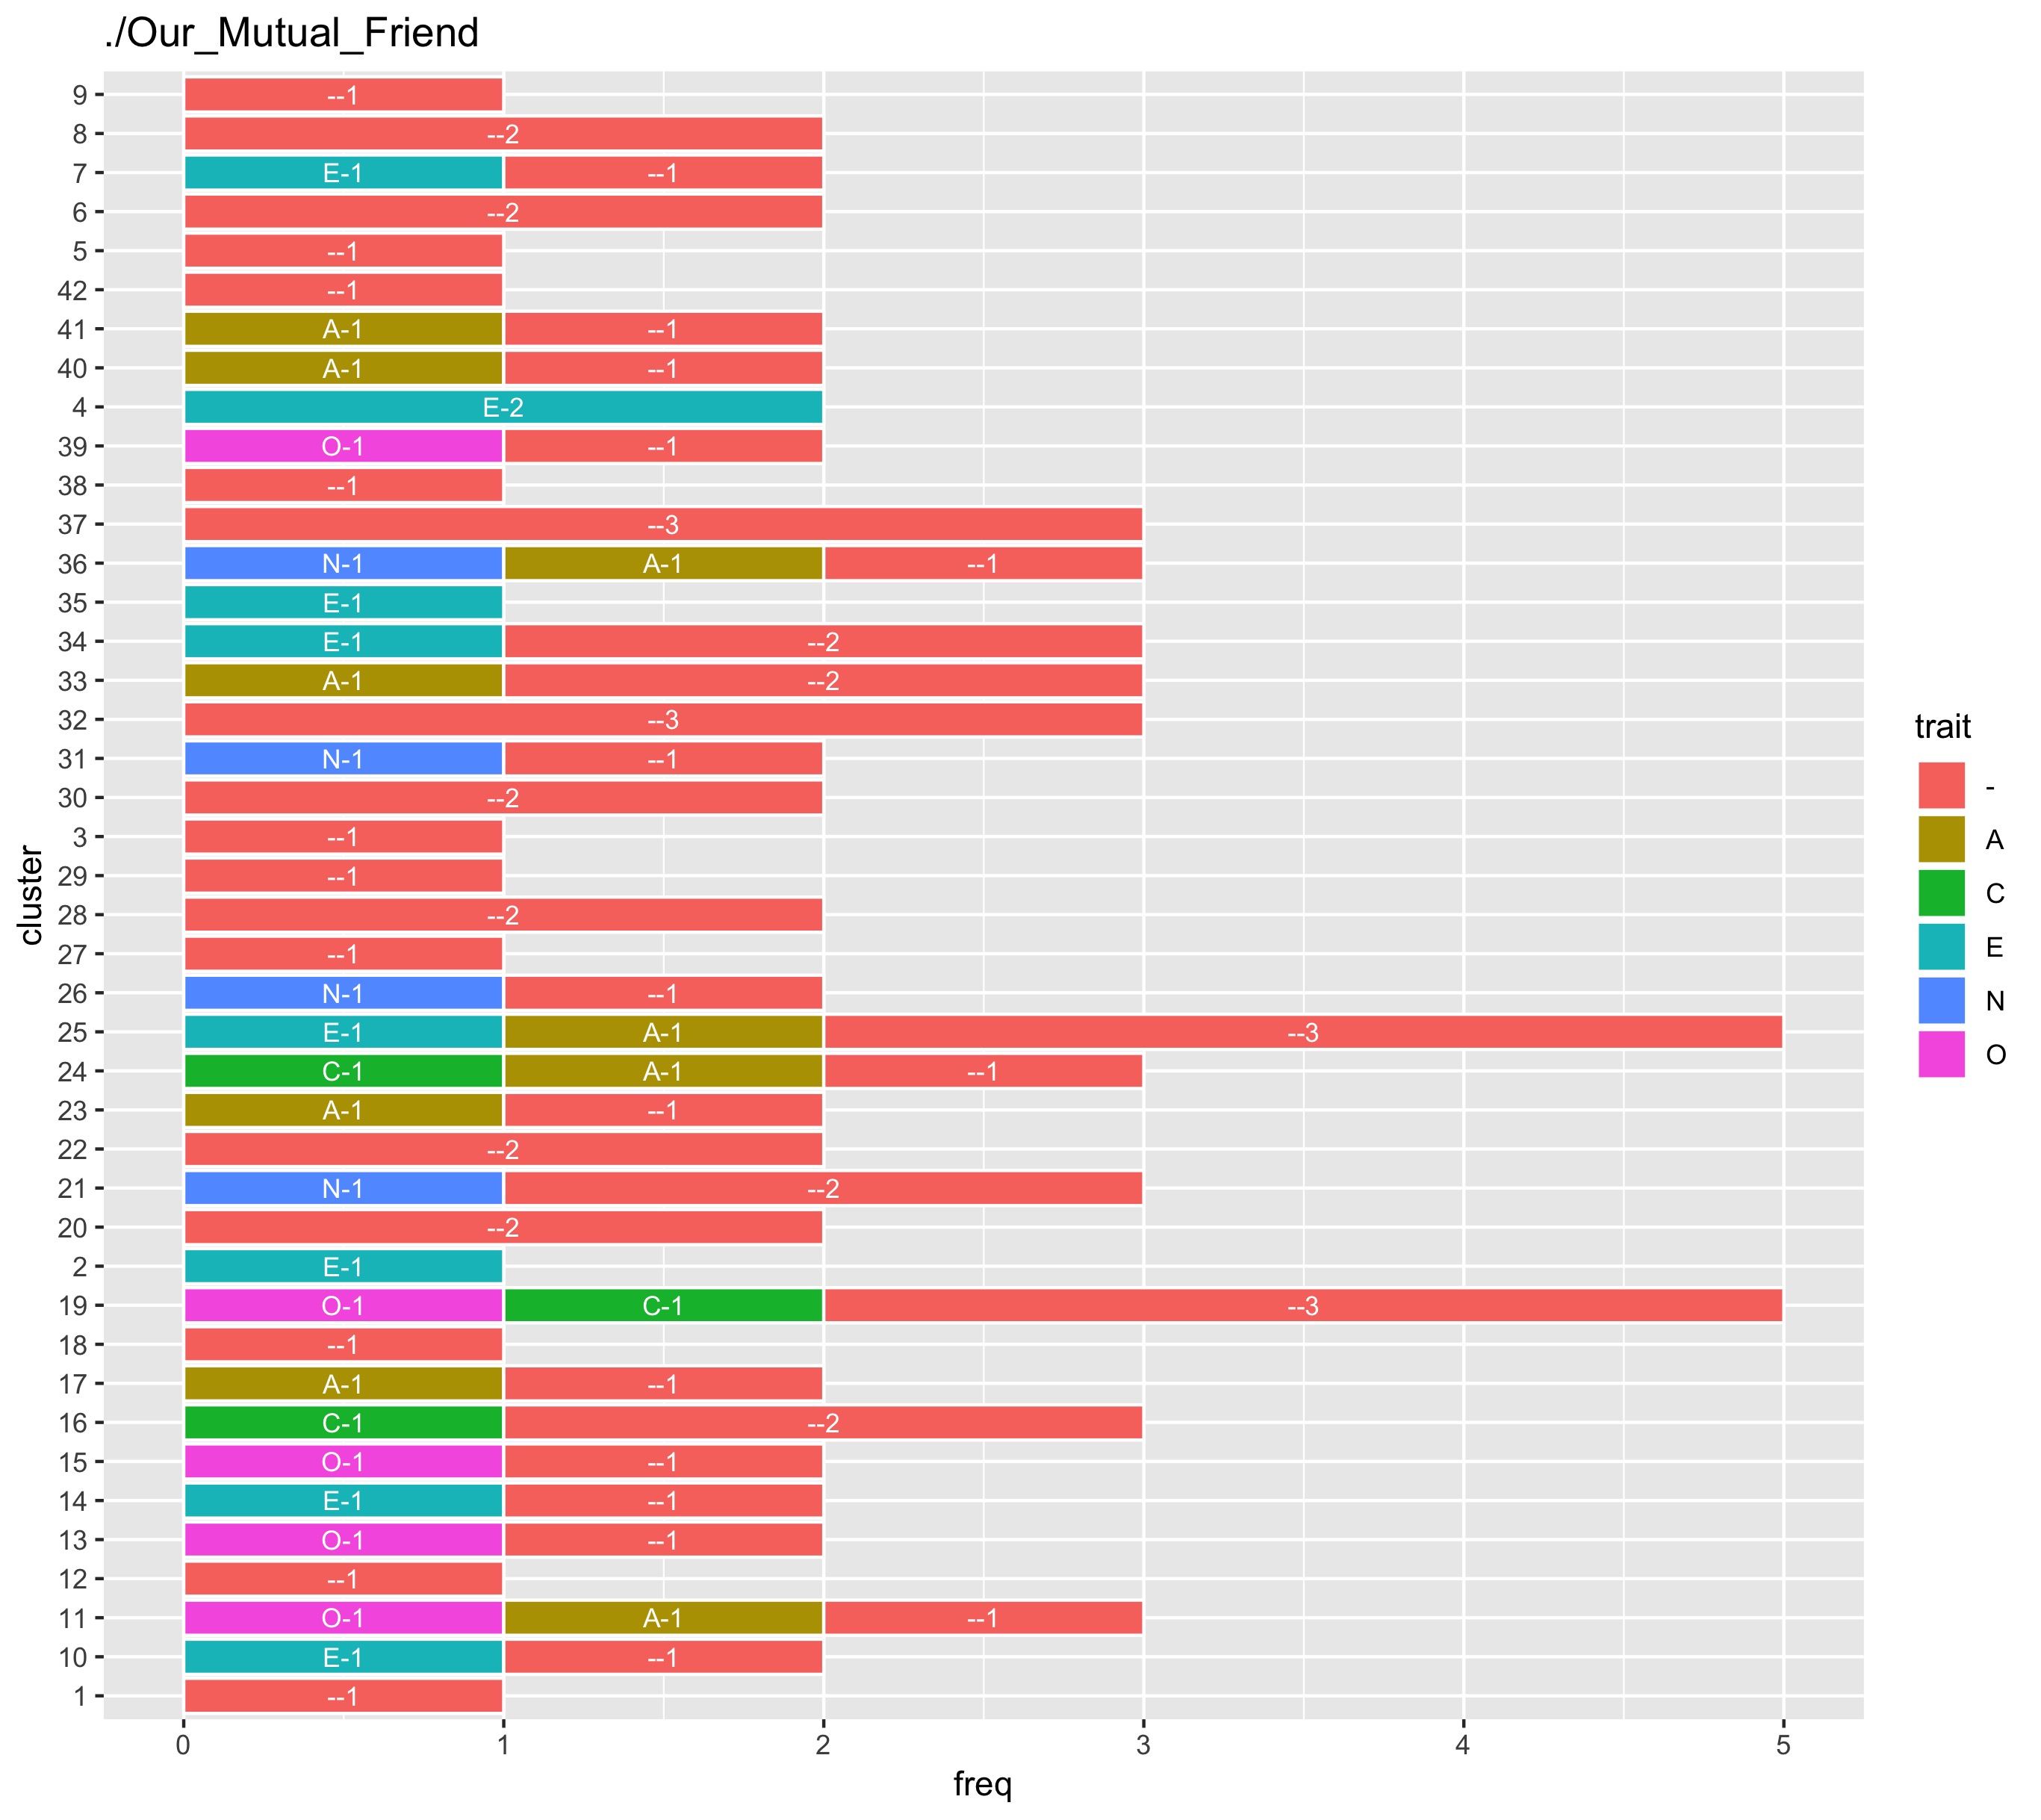 ./Our_Mutual_Friend
9 --1
8 --2
7 E-1 --1
6 --2
5 --1
42 --1
41 A-1 --1
40 A-1 --1
4 E-2
39 O-1 --1
38 --1
37 --3
36 N-1 A-1 --1
35 E-1
34 E-1 --2
33 A-1 --2
32 --3
31 N-1 --1
30 --2
3 --1
29 --1
28 --2
27 --1
26 N-1 --1
25 E-1 A-1 --3
24 C-1 A-1 --1
23 A-1 --1
22 --2
21 N-1 --2
20 --2
2 E-1
19 O-1 C-1 --3
18 --1
17 A-1 --1
16 C-1 --2
15 O-1 --1
14 E-1 --1
13 O-1 --1
12 --1
11 O-1 A-1 --1
10 E-1 --1
1 --1
0 1 2 3 4 5
freq
cluster
trait
-
A
C
E
N
O